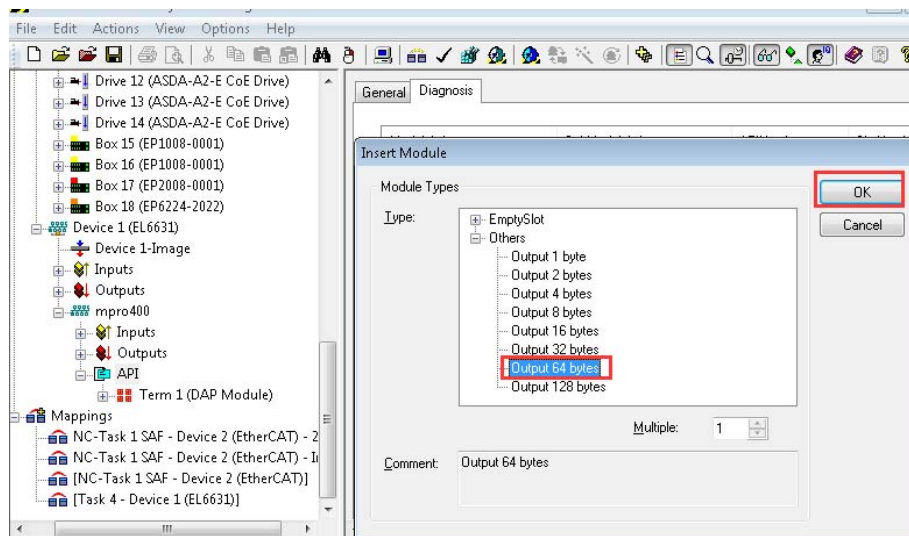 File Edit Actions View Options Help
Drive 12 (ASDA-A2-E CoE Drive)
Drive 13 (ASDA-A2-E CoE Drive)
Drive 14 (ASDA-A2-E CoE Drive)
Box 15 (EP1008-0001)
Box 16 (EP1008-0001)
Box 17 (EP2008-0001)
Box 18 (EP6224-2022)
Device 1 (EL6631)
Device 1-Image
Inputs
Outputs
mpro400
Inputs
Outputs
API
Term 1 (DAP Module)
Mappings
NC-Task 1 SAF - Device 2 (EtherCAT) - 2
NC-Task 1 SAF - Device 2 (EtherCAT) - I
[NC-Task 1 SAF - Device 2 (EtherCAT)]
[Task 4 - Device 1 (EL6631)]
General Diagnosis
Insert Module
Module Types
Type:
EmptySlot
Others
Output 1 byte
Output 2 bytes
Output 4 bytes
Output 8 bytes
Output 16 bytes
Output 32 bytes
Output 64 bytes
Output 128 bytes
OK
Cancel
Multiple: 1
Comment: Output 64 bytes